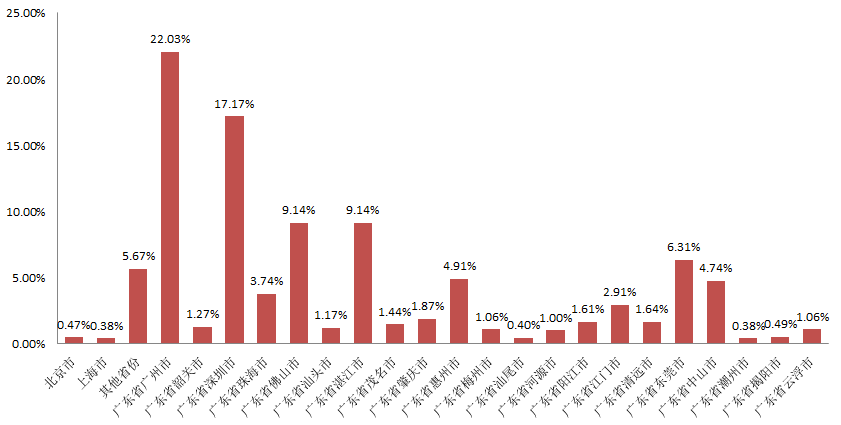 25.00%
20.00%
15.00%
10.00%
5.00%
0.00%
0.47%
0.38%
5.67%
22.03%
1.27%
17.17%
3.74%
9.14%
1.17%
9.14%
1.44%
1.87%
4.91%
1.06%
0.40%
1.00%
1.61%
2.91%
1.64%
6.31%
4.74%
0.38%
0.49%
1.06%
北京市
上海市
其他省份
广东省广州市
广东省韶关市
广东省深圳市
广东省珠海市
广东省佛山市
广东省汕头市
广东省湛江市
广东省茂名市
广东省肇庆市
广东省惠州市
广东省梅州市
广东省汕尾市
广东省河源市
广东省阳江市
广东省江门市
广东省清远市
广东省东莞市
广东省中山市
广东省潮州市
广东省揭阳市
广东省云浮市